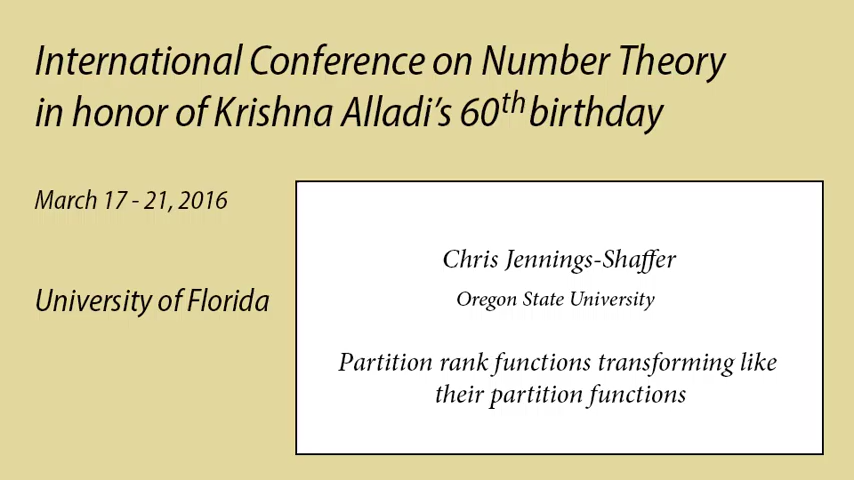 International Conference on Number Theory
in honor of Krishna Alladi's 60th birthday
March 17 - 21, 2016
University of Florida
Chris Jennings-Shaffer
Oregon State University
Partition rank functions transforming like
their partition functions